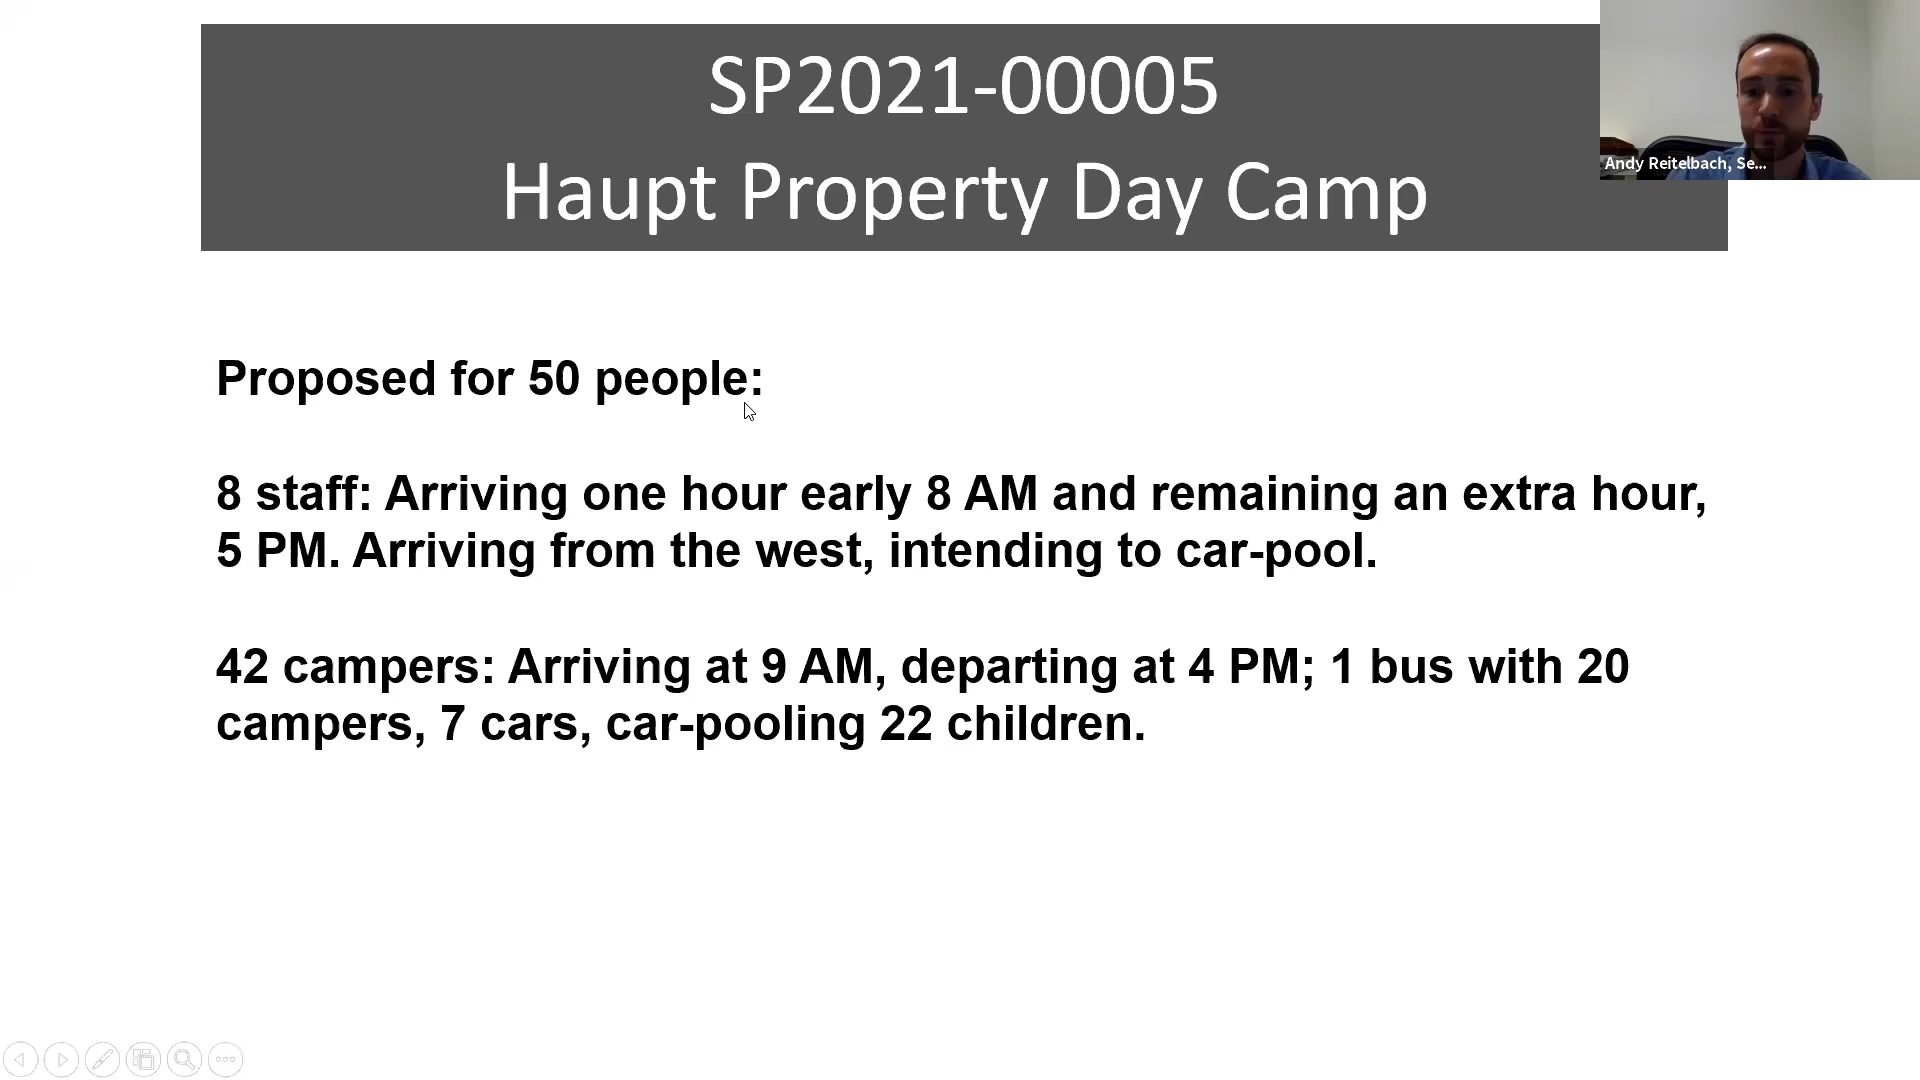 SP2021-00005
Haupt Property Day Camp
Andy Reitelbach, Se...
Proposed for 50 people:
8 staff: Arriving one hour early 8 AM and remaining an extra hour,
5 PM. Arriving from the west, intending to car-pool.
42 campers: Arriving at 9 AM, departing at 4 PM; 1 bus with 20
campers, 7 cars, car-pooling 22 children.